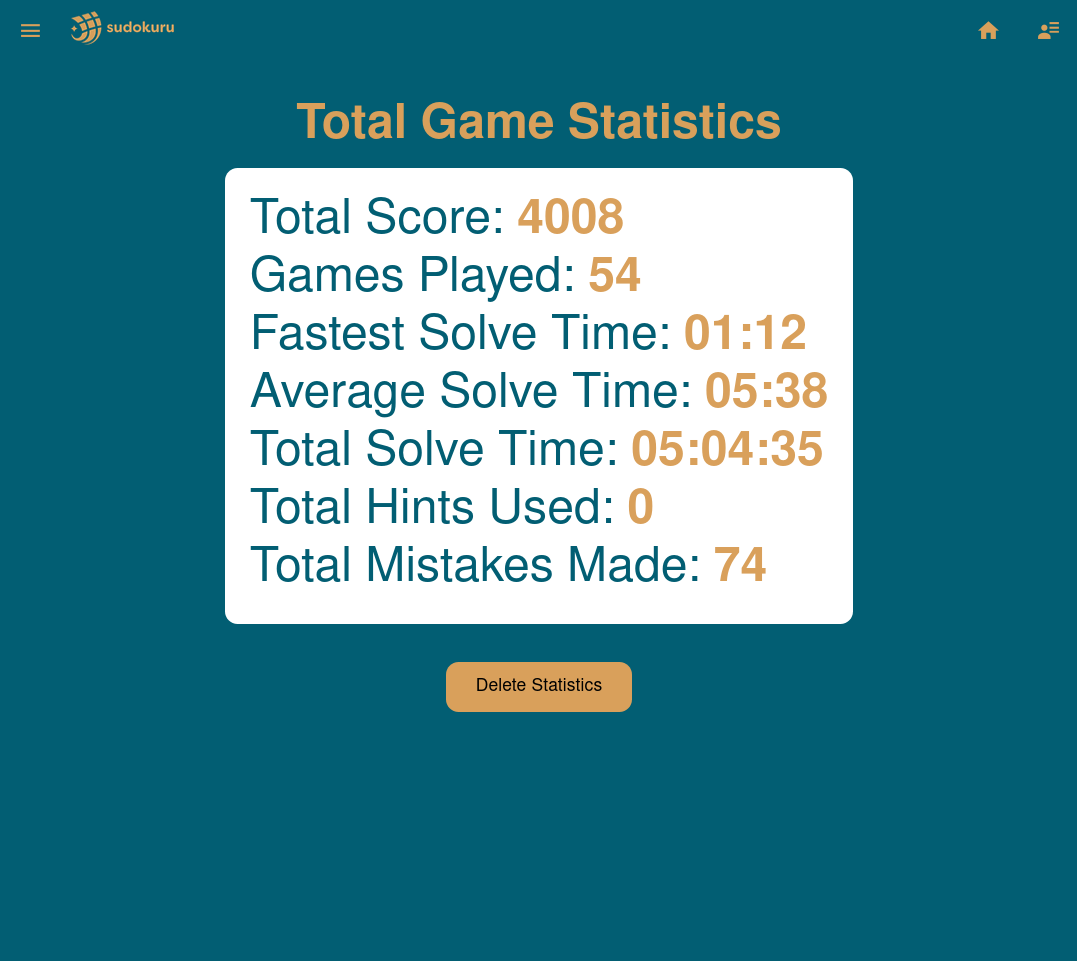 sudokuru
Total Game Statistics
Total Score: 4008
Games Played: 54
Fastest Solve Time: 01:12
Average Solve Time: 05:38
Total Solve Time: 05:04:35
Total Hints Used: 0
Total Mistakes Made: 74
Delete Statistics